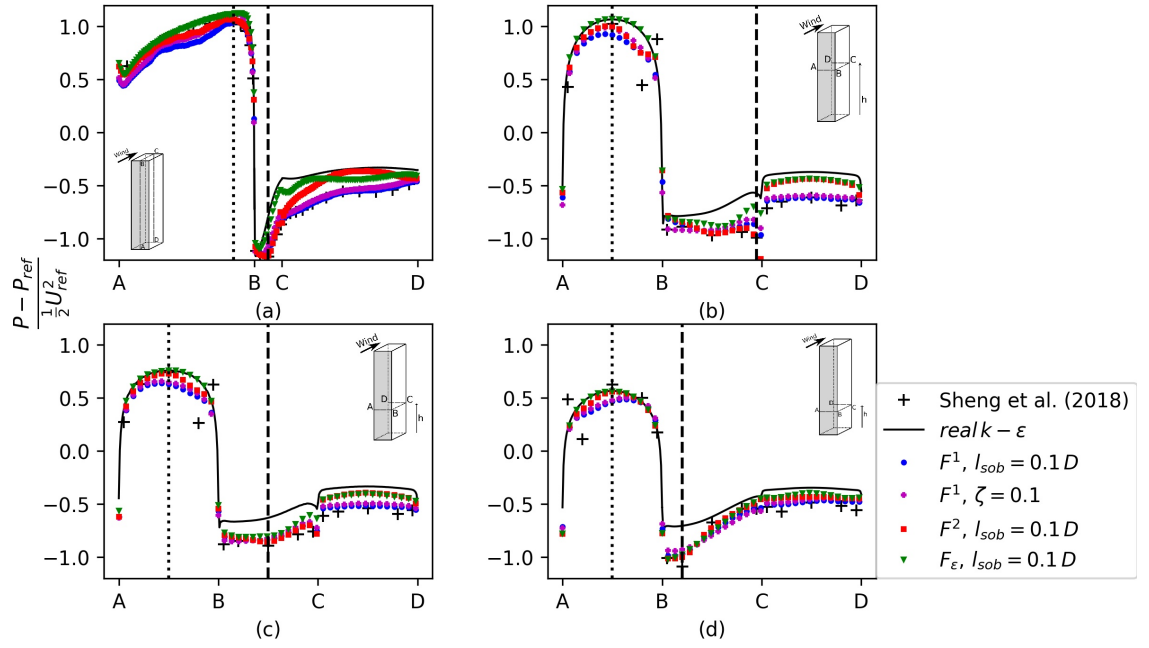 1.0
0.5
0.0
−0.5
−1.0
A
B
C
D
(a)
Wind
B
C
A
D
1.0
0.5
0.0
−0.5
−1.0
A
B
C
D
(b)
Wind
D
C
A
B
h
P − P_ref
½U²_ref
1.0
0.5
0.0
−0.5
−1.0
A
B
C
D
(c)
Wind
D
C
A
B
h
1.0
0.5
0.0
−0.5
−1.0
A
B
C
D
(d)
Wind
D
C
A
B
h
Sheng et al. (2018)
real k − ε
F¹, l_sob = 0.1 D
F¹, ζ = 0.1
F², l_sob = 0.1 D
F_ε, l_sob = 0.1 D